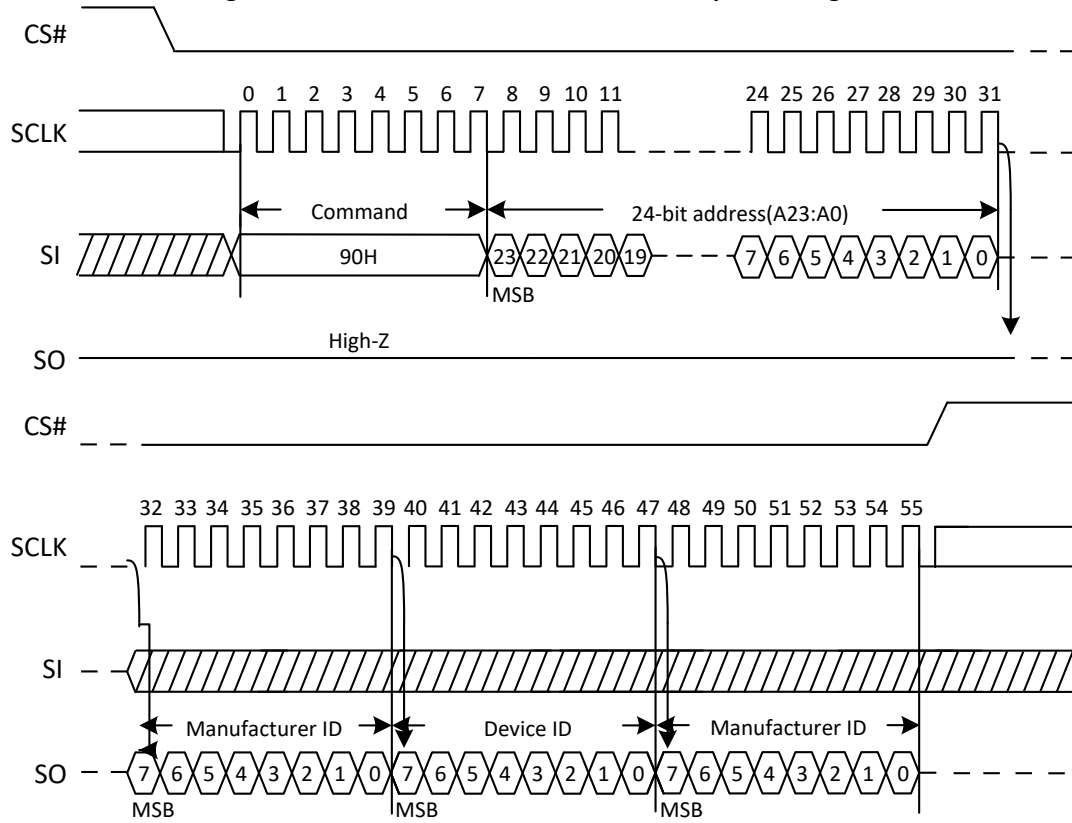 CS#
0 1 2 3 4 5 6 7 8 9 10 11 24 25 26 27 28 29 30 31
SCLK
Command 24-bit address(A23:A0)
SI 90H 23 22 21 20 19 7 6 5 4 3 2 1 0
MSB
High-Z
SO
CS#
32 33 34 35 36 37 38 39 40 41 42 43 44 45 46 47 48 49 50 51 52 53 54 55
SCLK
SI
Manufacturer ID Device ID Manufacturer ID
SO 7 6 5 4 3 2 1 0 7 6 5 4 3 2 1 0 7 6 5 4 3 2 1 0
MSB MSB MSB